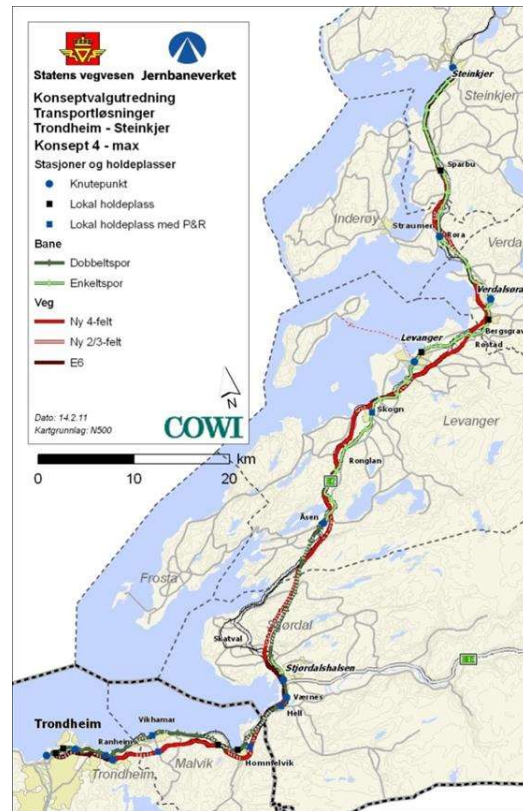 Statens vegvesen Jernbaneverket
Konseptvalgutredning
Transportløsninger
Trondheim - Steinkjer
Konsept 4 - max
Stasjoner og holdeplasser
Knutepunkt
Lokal holdeplass
Lokal holdeplass med P&R
Bane
Dobbeltspor
Enkeltspor
Veg
Ny 4-felt
Ny 2/3-felt
E6
N
Dato: 14.2.11
Kartgrunnlag: N500
COWI
0 10 20 km
Steinkjer
Steinkjer
Sparbu
Inderøy
Straumen
Røra
Verdal
Verdalsøra
Bergsgrav
Røstad
Levanger
Skogn
Levanger
Ronglan
Åsen
Frosta
Skatval
Stjørdal
Stjørdalshalsen
Værnes
Hell
Trondheim
Vikhamar
Ranheim
Hommelvik
Malvik
Trondheim